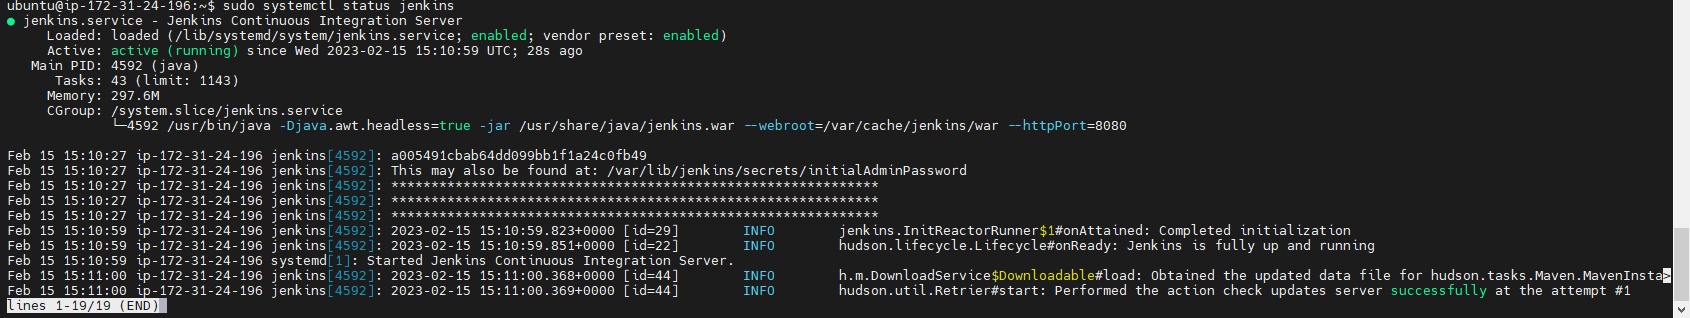 ubuntu@ip-172-31-24-196:~$ sudo systemctl status jenkins
● jenkins.service - Jenkins Continuous Integration Server
     Loaded: loaded (/lib/systemd/system/jenkins.service; enabled; vendor preset: enabled)
     Active: active (running) since Wed 2023-02-15 15:10:59 UTC; 28s ago
   Main PID: 4592 (java)
      Tasks: 43 (limit: 1143)
     Memory: 297.6M
     CGroup: /system.slice/jenkins.service
             └─4592 /usr/bin/java -Djava.awt.headless=true -jar /usr/share/java/jenkins.war --webroot=/var/cache/jenkins/war --httpPort=8080
Feb 15 15:10:27 ip-172-31-24-196 jenkins[4592]: a005491cbab64dd099bb1f1a24c0fb49
Feb 15 15:10:27 ip-172-31-24-196 jenkins[4592]: This may also be found at: /var/lib/jenkins/secrets/initialAdminPassword
Feb 15 15:10:27 ip-172-31-24-196 jenkins[4592]: *************************************************************
Feb 15 15:10:27 ip-172-31-24-196 jenkins[4592]: *************************************************************
Feb 15 15:10:27 ip-172-31-24-196 jenkins[4592]: *************************************************************
Feb 15 15:10:59 ip-172-31-24-196 jenkins[4592]: 2023-02-15 15:10:59.823+0000 [id=29]        INFO        jenkins.InitReactorRunner$1#onAttained: Completed initialization
Feb 15 15:10:59 ip-172-31-24-196 jenkins[4592]: 2023-02-15 15:10:59.851+0000 [id=22]        INFO        hudson.lifecycle.Lifecycle#onReady: Jenkins is fully up and running
Feb 15 15:10:59 ip-172-31-24-196 systemd[1]: Started Jenkins Continuous Integration Server.
Feb 15 15:11:00 ip-172-31-24-196 jenkins[4592]: 2023-02-15 15:11:00.368+0000 [id=44]        INFO        h.m.DownloadService$Downloadable#load: Obtained the updated data file for hudson.tasks.Maven.MavenInsta>
Feb 15 15:11:00 ip-172-31-24-196 jenkins[4592]: 2023-02-15 15:11:00.369+0000 [id=44]        INFO        hudson.util.Retrier#start: Performed the action check updates server successfully at the attempt #1
lines 1-19/19 (END)